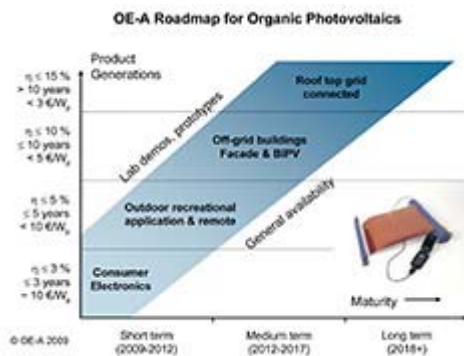 OE-A Roadmap for Organic Photovoltaics
Product
Generations
η ≤ 15 %
> 10 years
< 3 €/Wp
Roof top grid
connected
η ≤ 10 %
≤ 10 years
< 5 €/Wp
Lab demos, prototypes
Off-grid buildings
Facade & BIPV
η ≤ 5 %
≤ 5 years
< 10 €/Wp
Outdoor recreational
application & remote
General availability
η ≤ 3 %
≤ 3 years
~ 10 €/Wp
Consumer
Electronics
Maturity
© OE-A 2009
Short term
(2009-2012)
Medium term
(2012-2017)
Long term
(2018+)